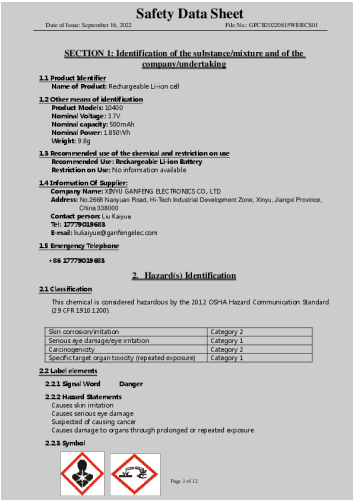 Safety Data Sheet
Date of Issue: September 16, 2022 File No.: GPCB20220815WERCS01
SECTION 1: Identification of the substance/mixture and of the
company/undertaking
1.1 Product Identifier
Name of Product: Rechargeable Li-ion cell
1.2 Other means of identification
Product Models: 10400
Nominal Voltage: 3.7V
Nominal capacity: 500mAh
Nominal Power: 1.850Wh
Weight: 9.8g
1.3 Recommended use of the chemical and restriction on use
Recommended Use: Rechargeable Li-ion Battery
Restriction on Use: No information available
1.4 Information Of Supplier:
Company Name: XINYU GANFENG ELECTRONICS CO., LTD
Address: No.2668 Nanyuan Road, Hi-Tech Industrial Development Zone, Xinyu, Jiangxi Province,
China 338000
Contact person: Liu Kaiyue
Tel: 17779019683
E-mail: liukaiyue@ganfengelec.com
1.5 Emergency Telephone
+86 17779019683
2. Hazard(s) Identification
2.1 Classification
This chemical is considered hazardous by the 2012 OSHA Hazard Communication Standard
(29 CFR 1910.1200).
Skin corrosion/irritation Category 2
Serious eye damage/eye irritation Category 1
Carcinogenicity Category 2
Specific target organ toxicity (repeated exposure) Category 1
2.2 Label elements
2.2.1 Signal Word Danger
2.2.2 Hazard Statements
Causes skin irritation
Causes serious eye damage
Suspected of causing cancer
Causes damage to organs through prolonged or repeated exposure
2.2.3 Symbol
Page 1 of 12